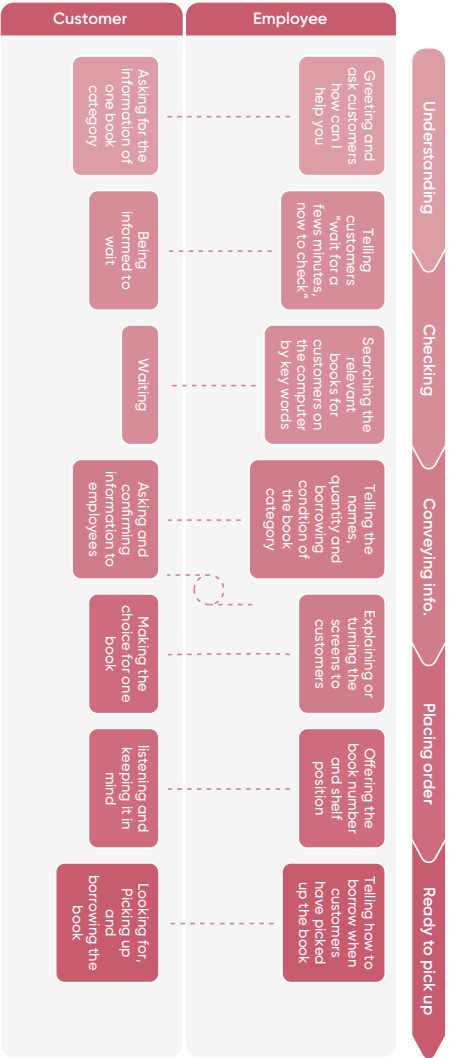 Customer
Employee
Understanding
Checking
Conveying info.
Placing order
Ready to pick up
Greeting and
ask customers
how can I
help you
Asking for the
information of
one book
category
Telling
customers
“wait for a
fews minutes,
now to check”
Being
informed to
wait
Searching the
relevant
books for
customers on
the computer
by key words
Waiting
Telling the
names,
quantity and
borrowing
condition of
the book
category
Asking and
confirming
information to
employees
Explaining or
turning the
screens to
customers
Making the
choice for one
book
Offering the
book number
and shelf
position
listening and
keeping it in
mind
Telling how to
borrow when
customers
have picked
up the book
Looking for,
Picking up
and
borrowing the
book